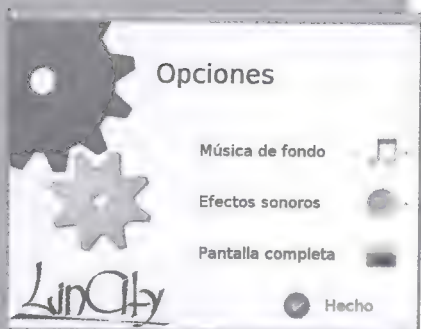 Opciones
Música de fondo
Efectos sonoros
Pantalla completa
LinCity
Hecho